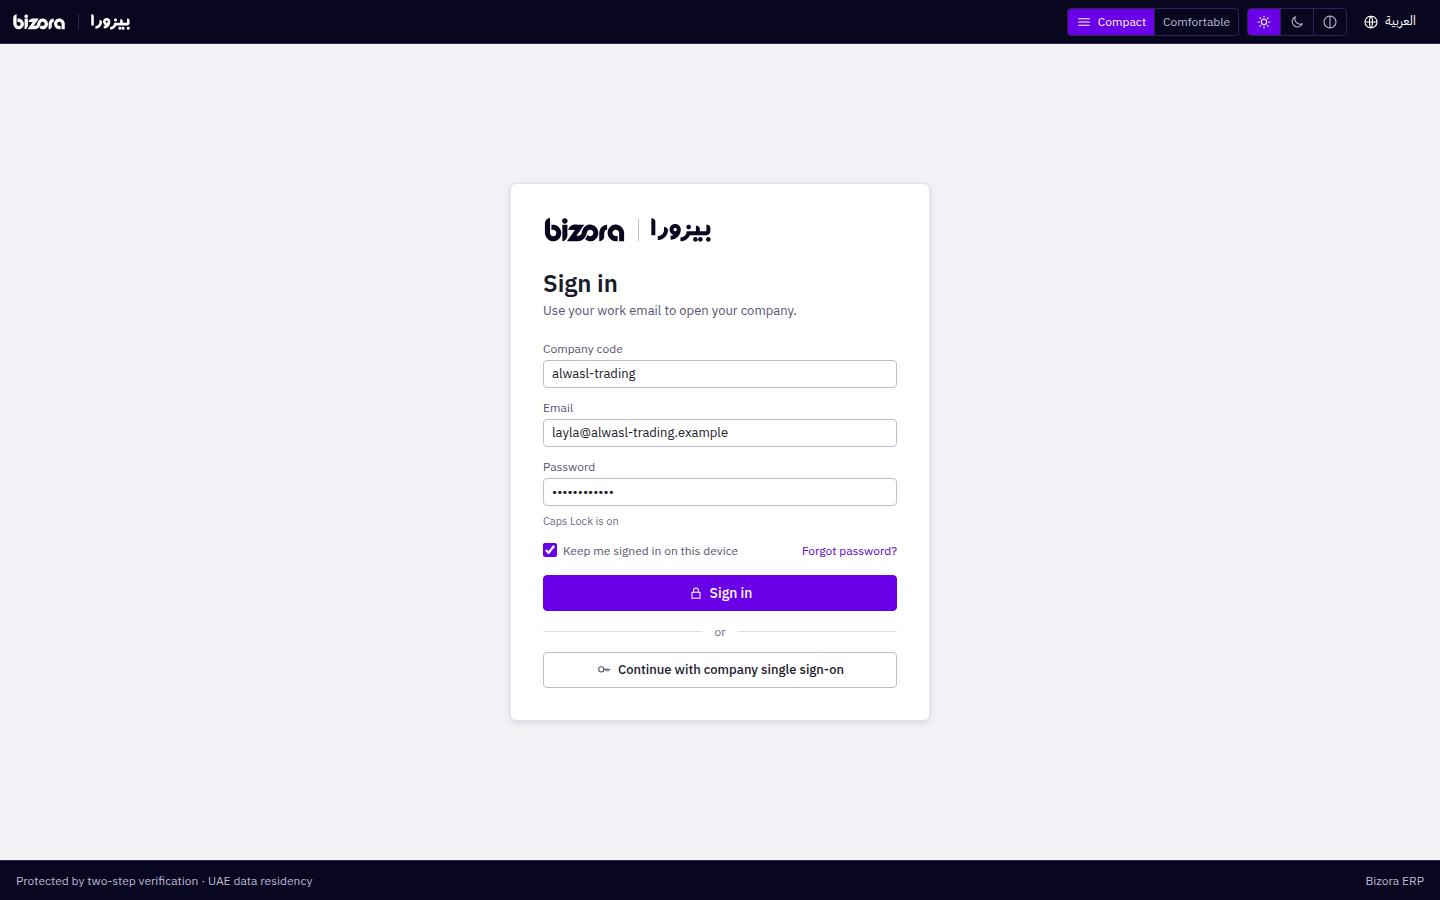 bizora | بيزورا
Compact
Comfortable
العربية
bizora | بيزورا
Sign in
Use your work email to open your company.
Company code
alwasl-trading
Email
layla@alwasl-trading.example
Password
••••••••••••
Caps Lock is on
Keep me signed in on this device
Forgot password?
Sign in
or
Continue with company single sign-on
Protected by two-step verification · UAE data residency
Bizora ERP